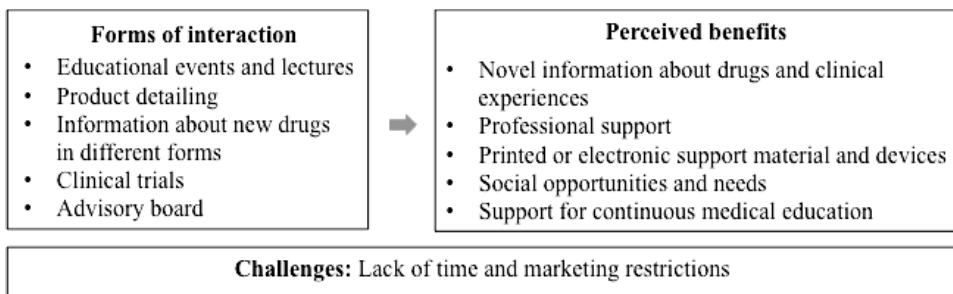 Forms of interaction
• Educational events and lectures
• Product detailing
• Information about new drugs
in different forms
• Clinical trials
• Advisory board
Perceived benefits
• Novel information about drugs and clinical
experiences
• Professional support
• Printed or electronic support material and devices
• Social opportunities and needs
• Support for continuous medical education
Challenges: Lack of time and marketing restrictions